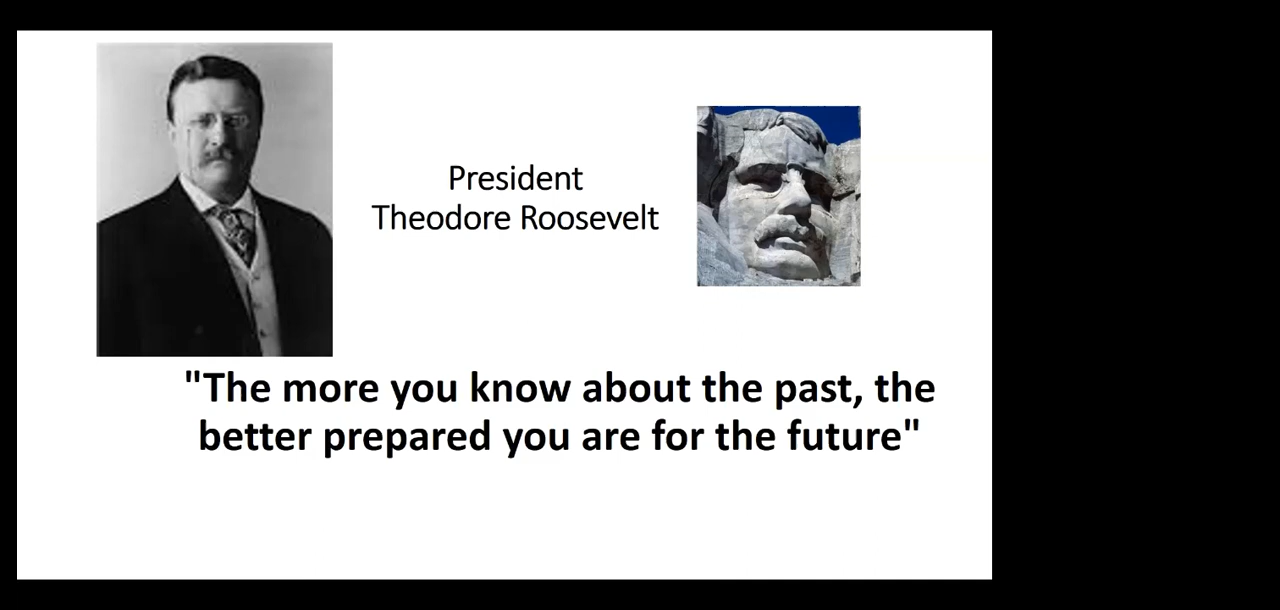 President
Theodore Roosevelt
"The more you know about the past, the
better prepared you are for the future"